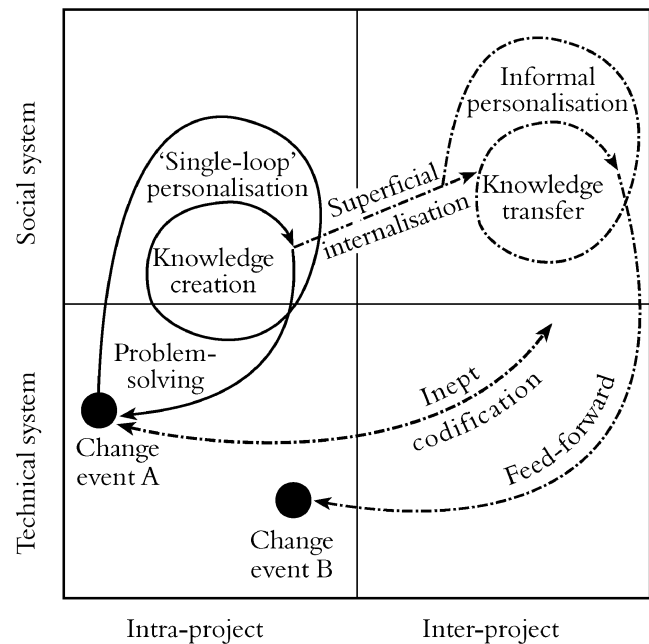 Social system
Technical system
Informal
personalisation
'Single-loop'
personalisation
Superficial
internalisation
Knowledge
transfer
Knowledge
creation
Problem-
solving
Inept
codification
Feed-forward
Change
event A
Change
event B
Intra-project
Inter-project